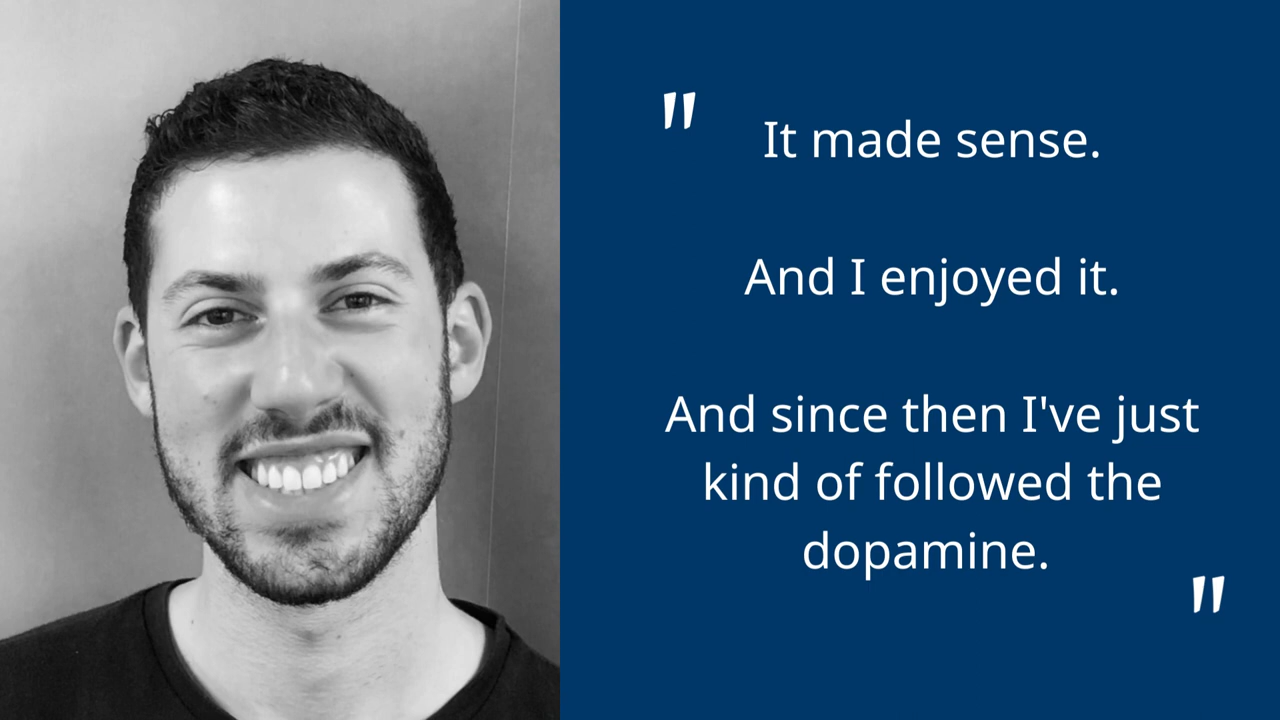 "
It made sense.
And I enjoyed it.
And since then I've just
kind of followed the
dopamine.
"